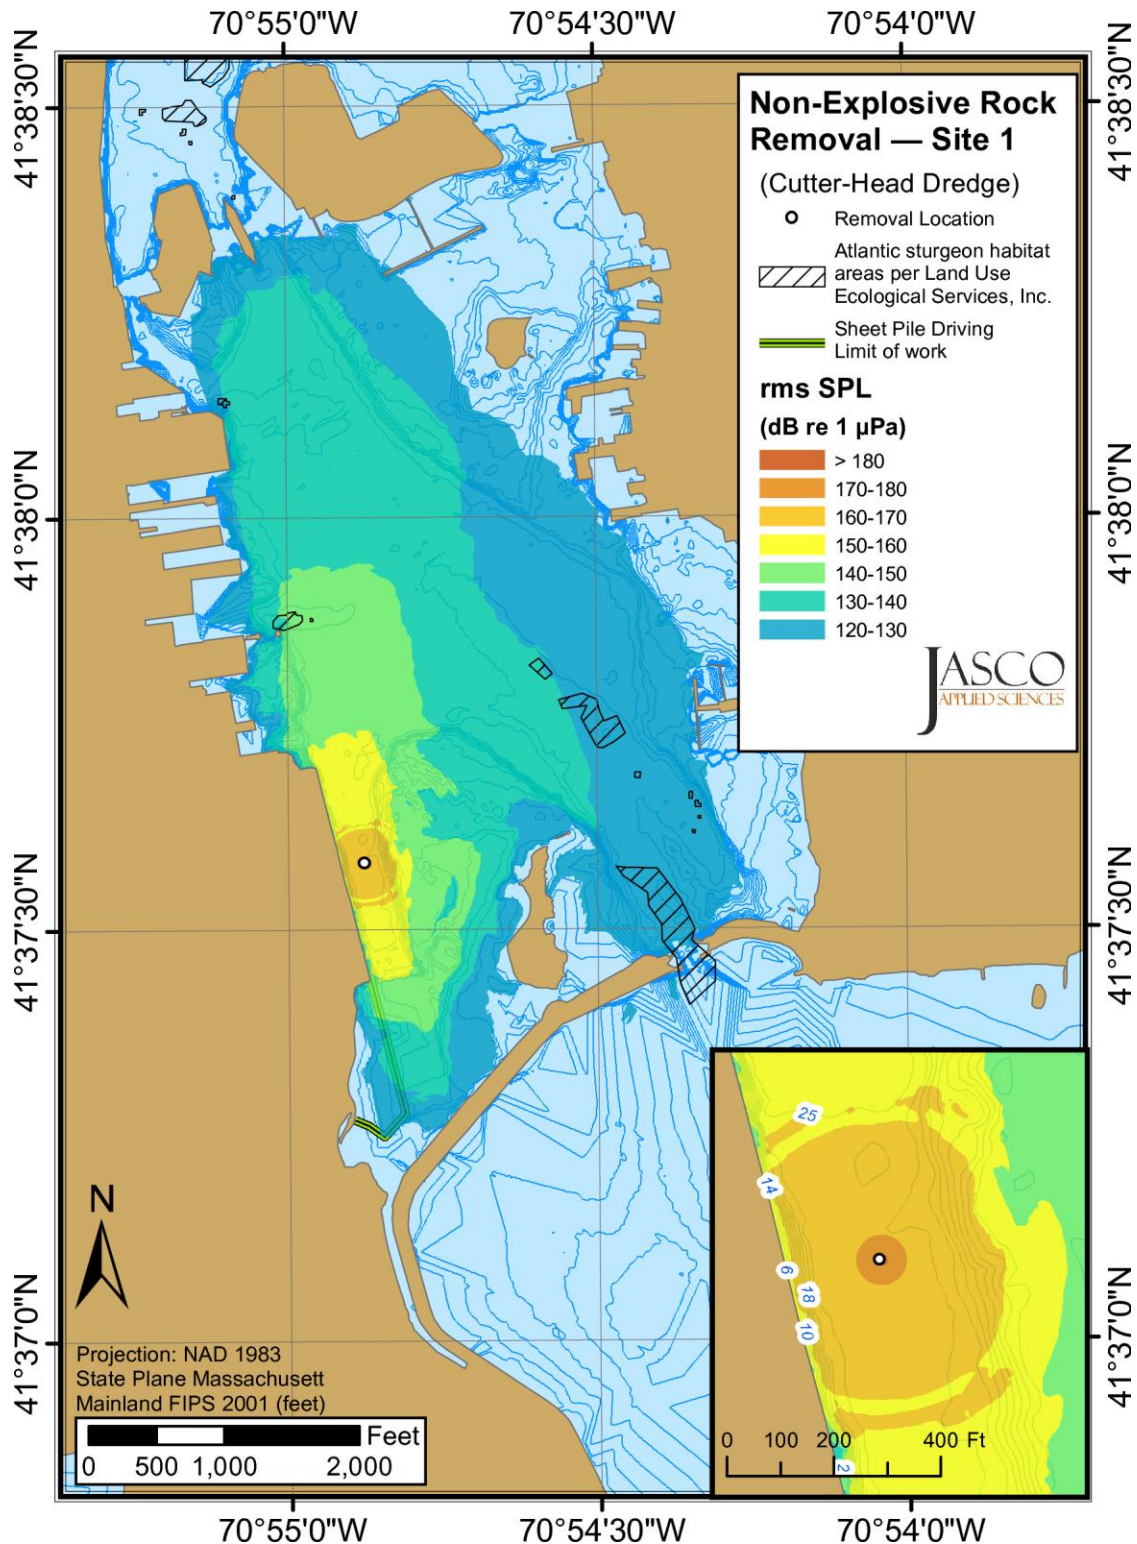 70°55'0"W 70°54'30"W 70°54'0"W
41°38'30"N
41°38'30"N
Non-Explosive Rock
Removal — Site 1
(Cutter-Head Dredge)
Removal Location
Atlantic sturgeon habitat
areas per Land Use
Ecological Services, Inc.
Sheet Pile Driving
Limit of work
rms SPL
(dB re 1 µPa)
> 180
170-180
160-170
150-160
140-150
130-140
120-130
JASCO
APPLIED SCIENCES
41°38'0"N
41°38'0"N
41°37'30"N
41°37'30"N
25
14
6
18
10
2
0 100 200 400 Ft
N
41°37'0"N
41°37'0"N
Projection: NAD 1983
State Plane Massachusett
Mainland FIPS 2001 (feet)
Feet
0 500 1,000 2,000
70°55'0"W 70°54'30"W 70°54'0"W